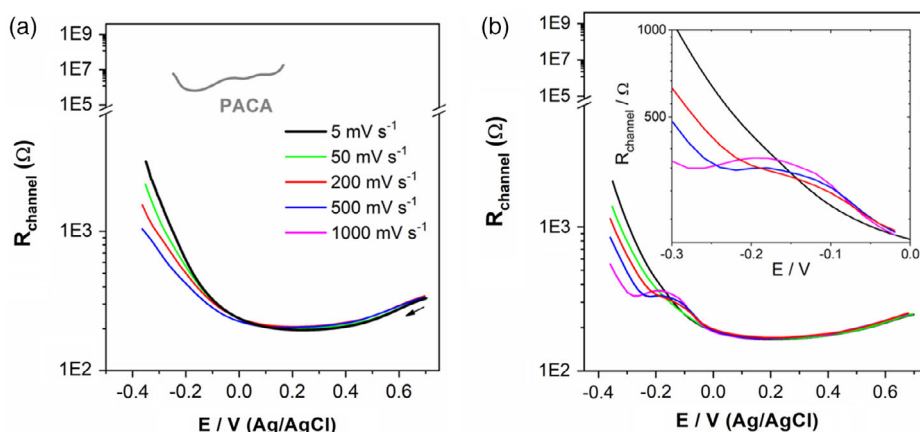 (a)
1E9
1E7
1E5
1E3
1E2
R_channel (Ω)
PACA
5 mV s⁻¹
50 mV s⁻¹
200 mV s⁻¹
500 mV s⁻¹
1000 mV s⁻¹
-0.4 -0.2 0.0 0.2 0.4 0.6
E / V (Ag/AgCl)
(b)
1E9
1E7
1E5
1E3
1E2
R_channel (Ω)
1000
500
R_channel / Ω
-0.3 -0.2 -0.1 0.0
E / V
-0.4 -0.2 0.0 0.2 0.4 0.6
E / V (Ag/AgCl)